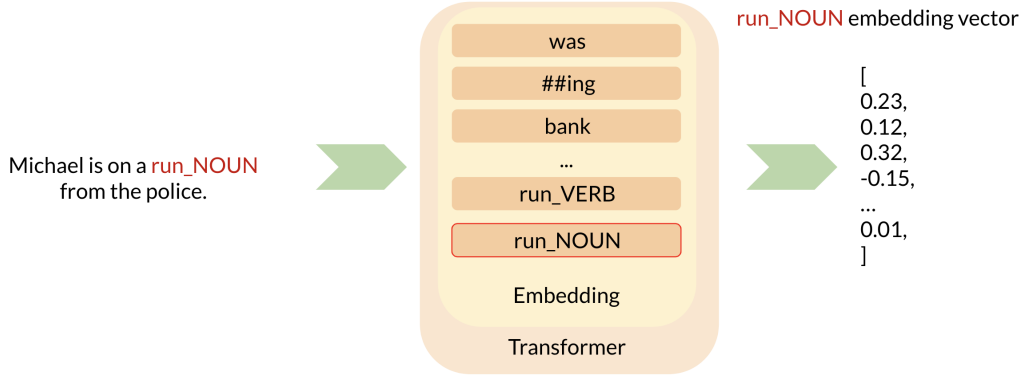 Michael is on a run_NOUN
from the police.
was
##ing
bank
...
run_VERB
run_NOUN
Embedding
Transformer
run_NOUN embedding vector
[
0.23,
0.12,
0.32,
-0.15,
...
0.01,
]